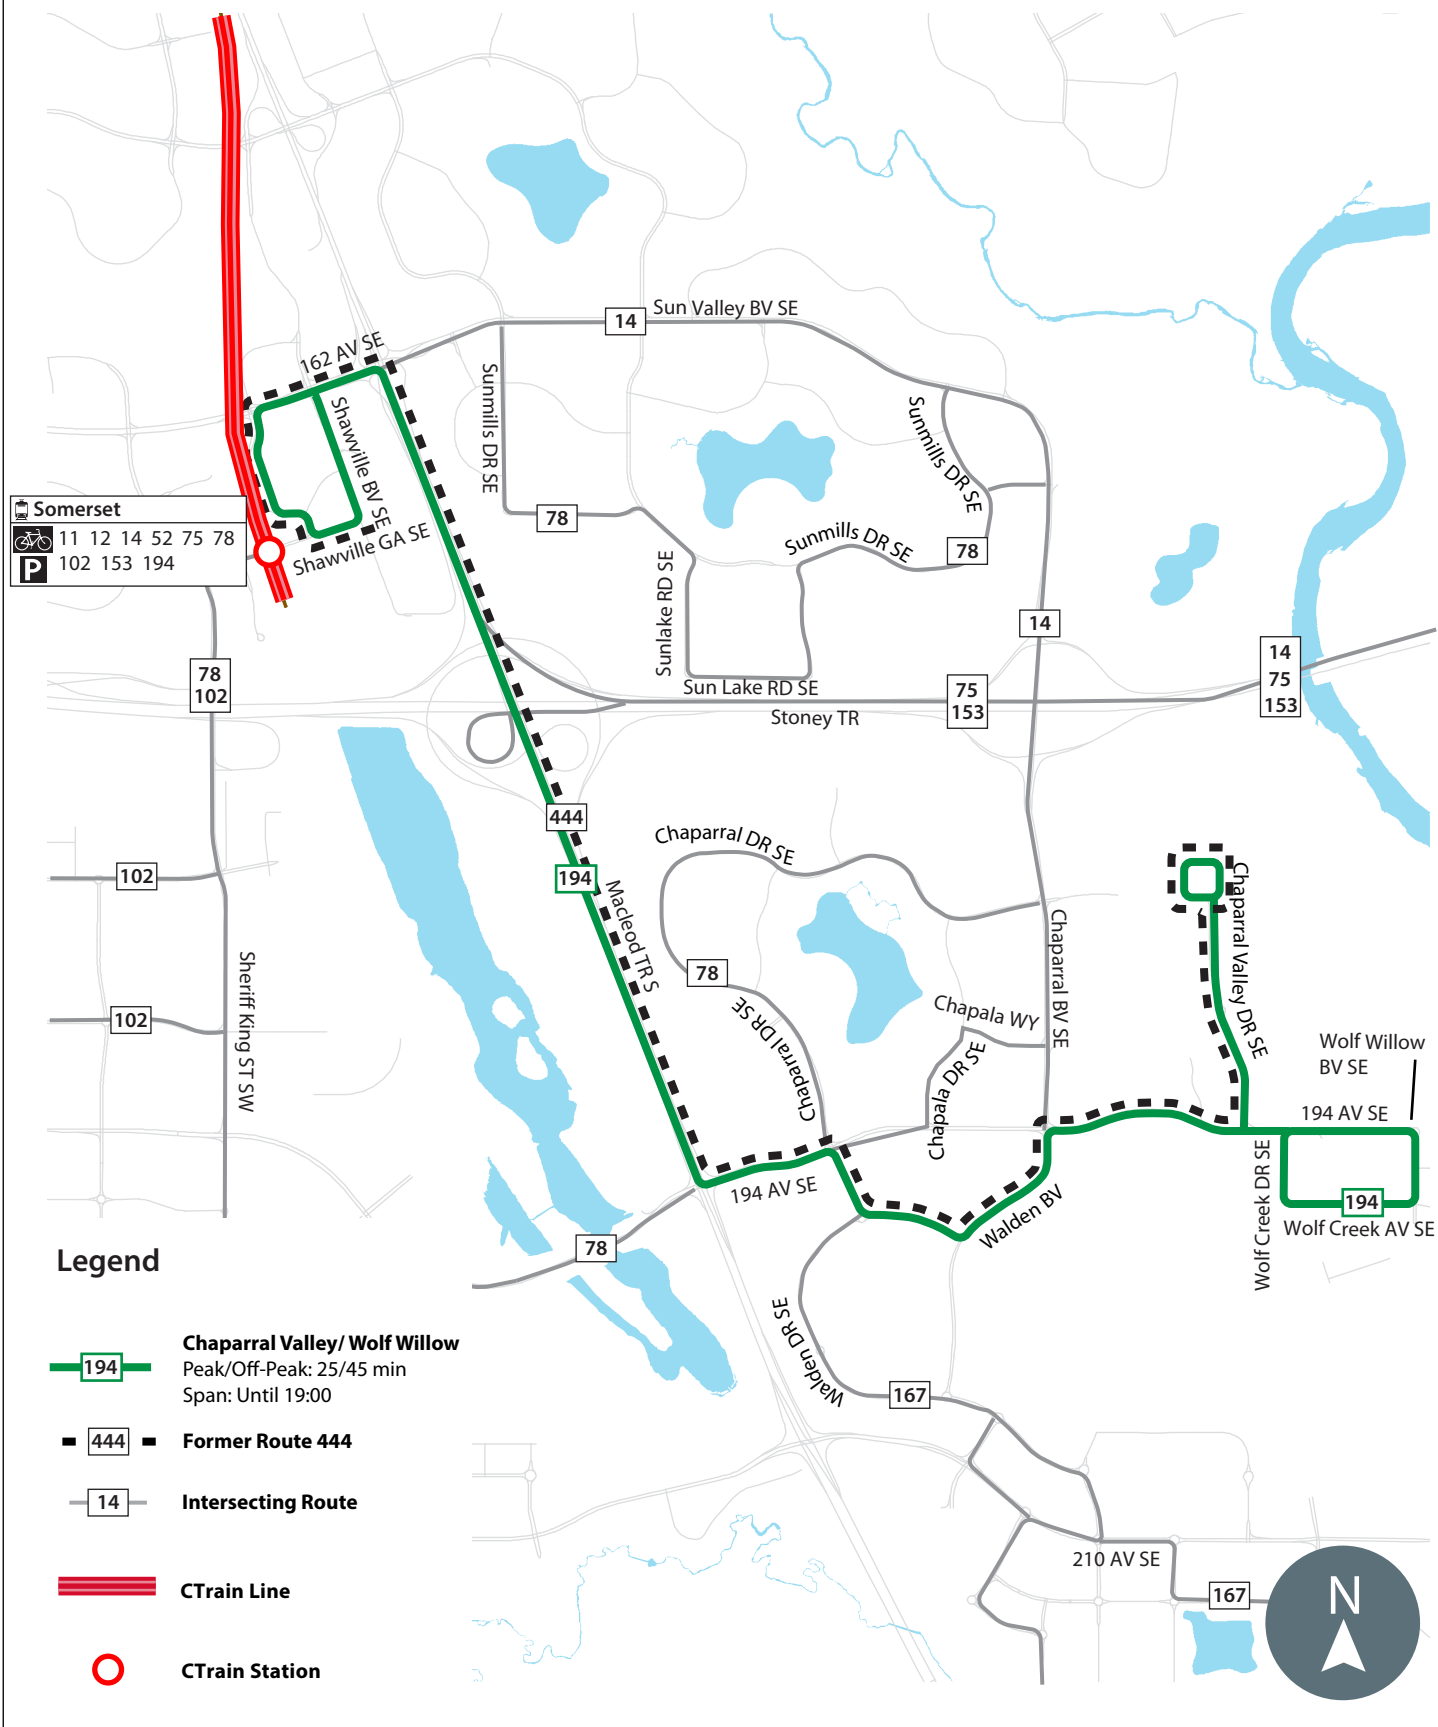 Sun Valley BV SE
14
162 AV SE
Sunmills DR SE
Shawville BV SE
Sunmills DR SE
Somerset
11 12 14 52 75 78
P
102 153 194
Shawville GA SE
78
Sunmills DR SE
78
Sunlake RD SE
14
78
102
Sun Lake RD SE
75
153
Stoney TR
14
75
153
444
Chaparral DR SE
194
102
Macleod TR S
Chaparral Valley DR SE
78
Chaparral DR SE
Chaparral BV SE
Chapala WY
102
Sheriff King ST SW
Chapala DR SE
Wolf Willow
BV SE
194 AV SE
194 AV SE
Walden BV
Wolf Creek DR SE
194
Wolf Creek AV SE
78
Walden DR SE
167
210 AV SE
167
N
Legend
194
Chaparral Valley/ Wolf Willow
Peak/Off-Peak: 25/45 min
Span: Until 19:00
444
Former Route 444
14
Intersecting Route
CTrain Line
CTrain Station